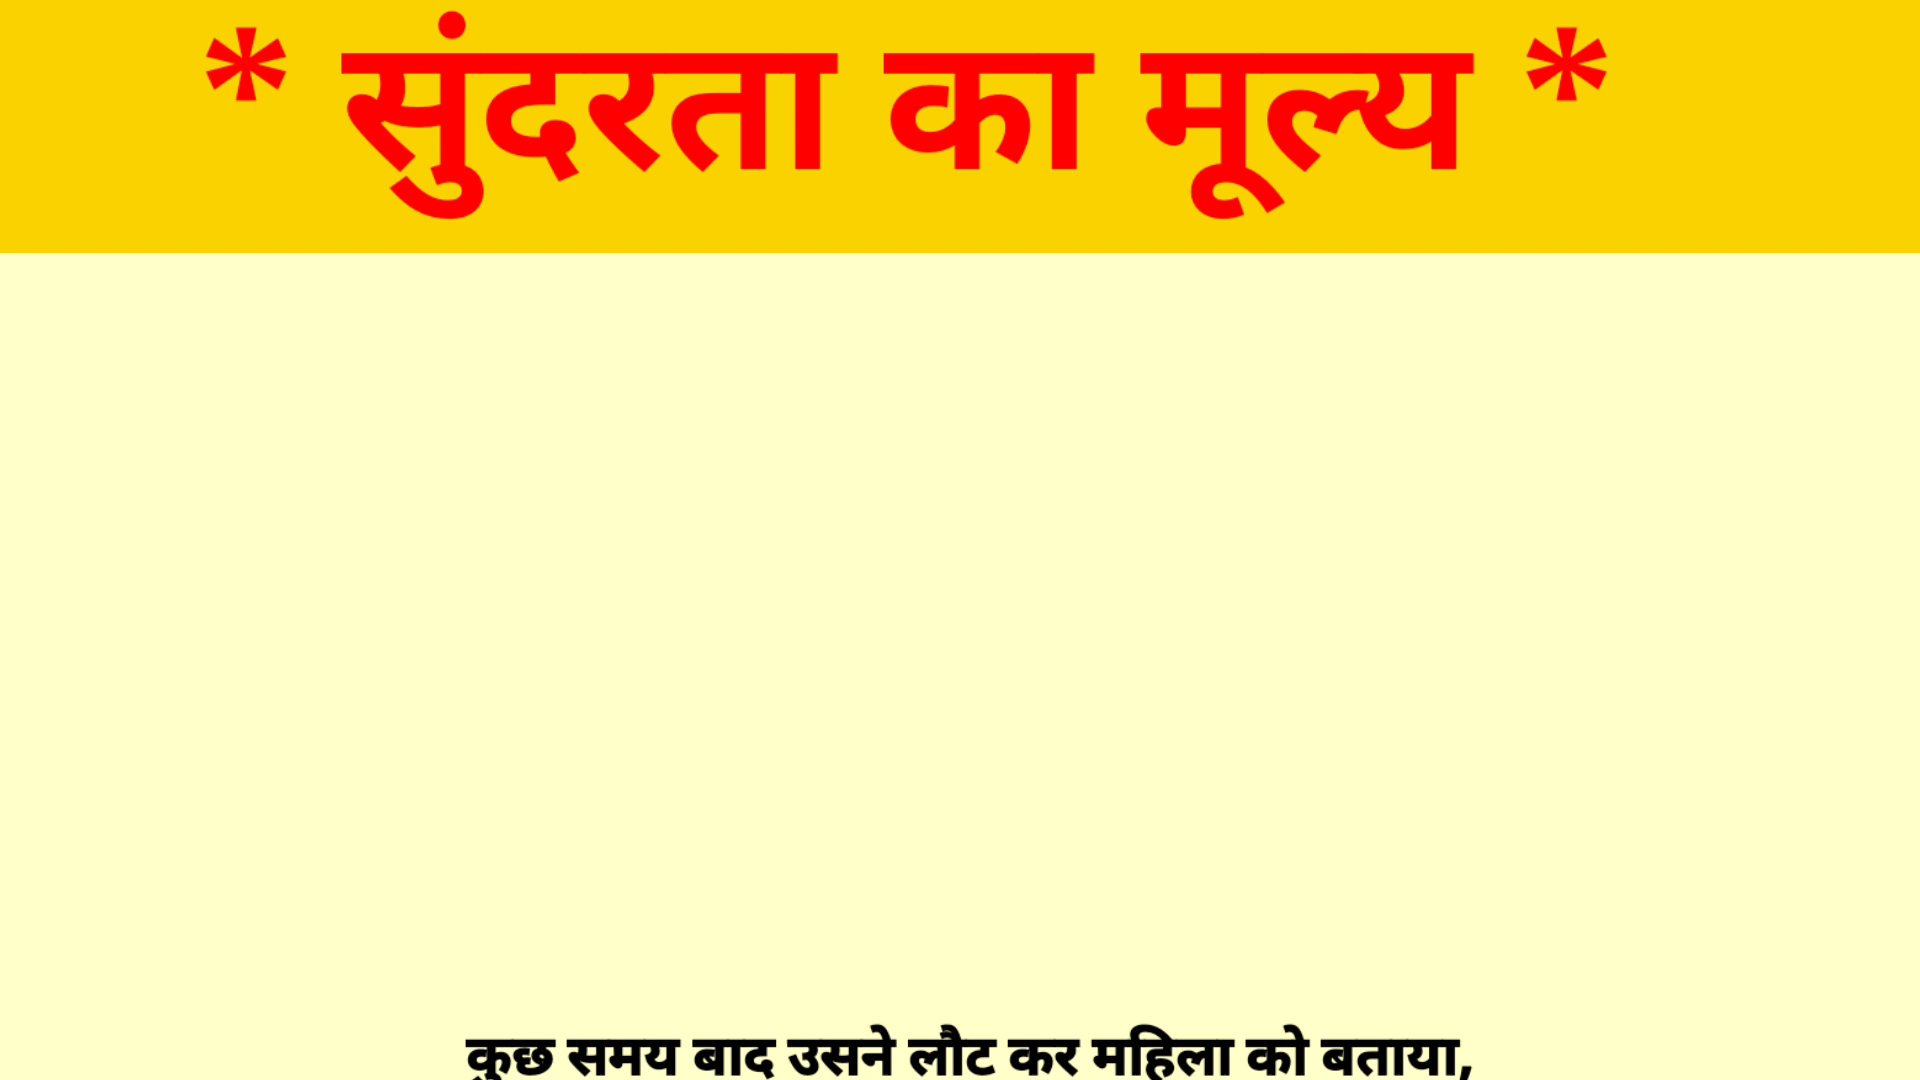 * सुंदरता का मूल्य *
कुछ समय बाद उसने लौट कर महिला को बताया,